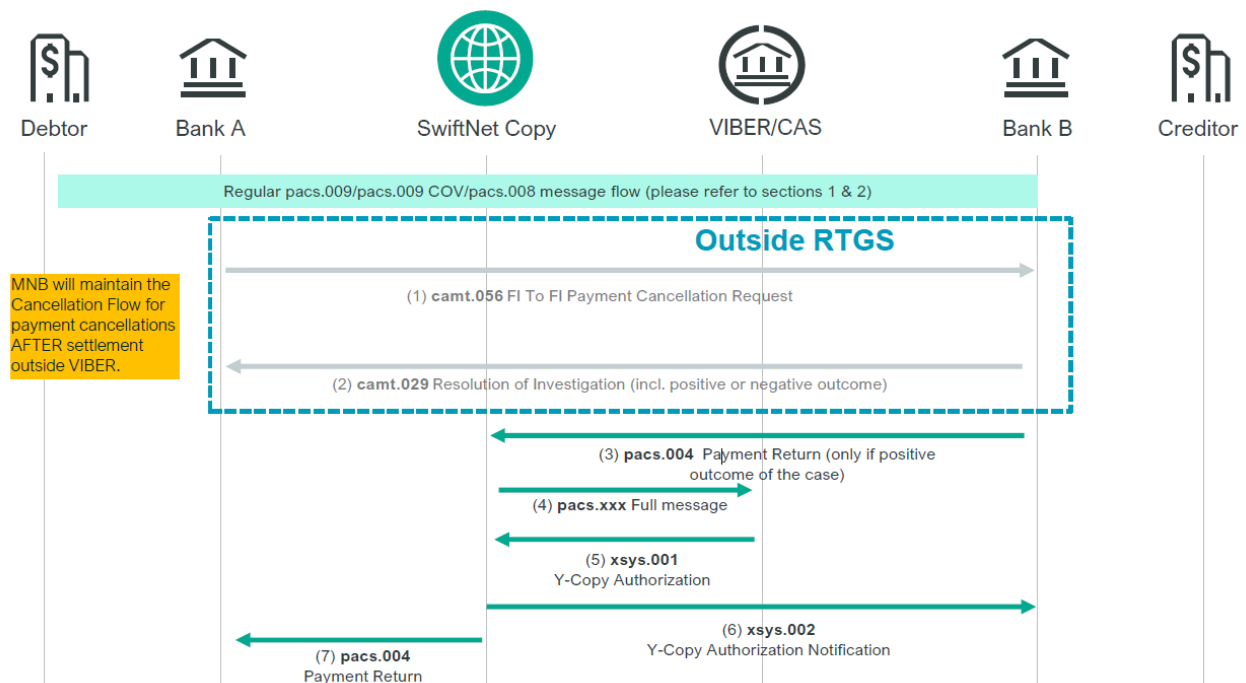 Debtor
Bank A
SwiftNet Copy
VIBER/CAS
Bank B
Creditor
Regular pacs.009/pacs.009 COV/pacs.008 message flow (please refer to sections 1 & 2)
Outside RTGS
MNB will maintain the
Cancellation Flow for
payment cancellations
AFTER settlement
outside VIBER.
(1) camt.056 FI To FI Payment Cancellation Request
(2) camt.029 Resolution of Investigation (incl. positive or negative outcome)
(3) pacs.004 Payment Return (only if positive
outcome of the case)
(4) pacs.xxx Full message
(5) xsys.001
Y-Copy Authorization
(6) xsys.002
Y-Copy Authorization Notification
(7) pacs.004
Payment Return